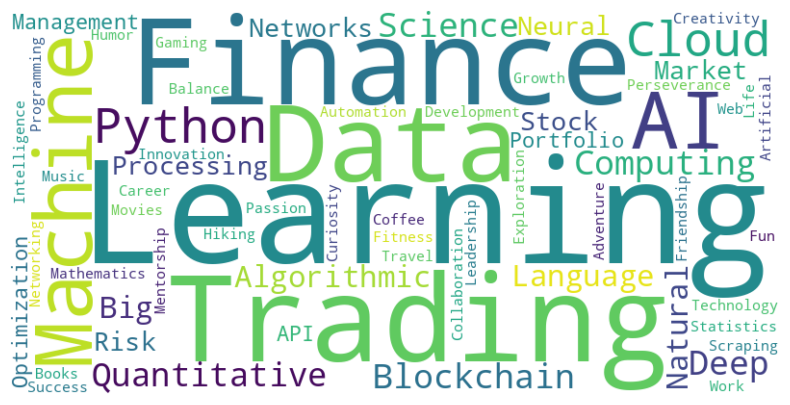 Management
Humor
Gaming
Networks
Science
Neural
Creativity
Cloud
Finance
Programming
Balance
Growth
Market
Perseverance
Machine
Python
Data
Automation
Development
Stock
Portfolio
AI
Web
Life
Artificial
Intelligence
Innovation
Processing
Computing
Music
Career
Movies
Learning
Passion
Hiking
Curiosity
Coffee
Fitness
Travel
Exploration
Adventure
Friendship
Fun
Optimization
Networking
Mathematics
Mentorship
Algorithmic
Collaboration
Leadership
Language
Natural
Trading
Big
Risk
API
Technology
Statistics
Scraping
Deep
Books
Success
Quantitative
Blockchain
Work